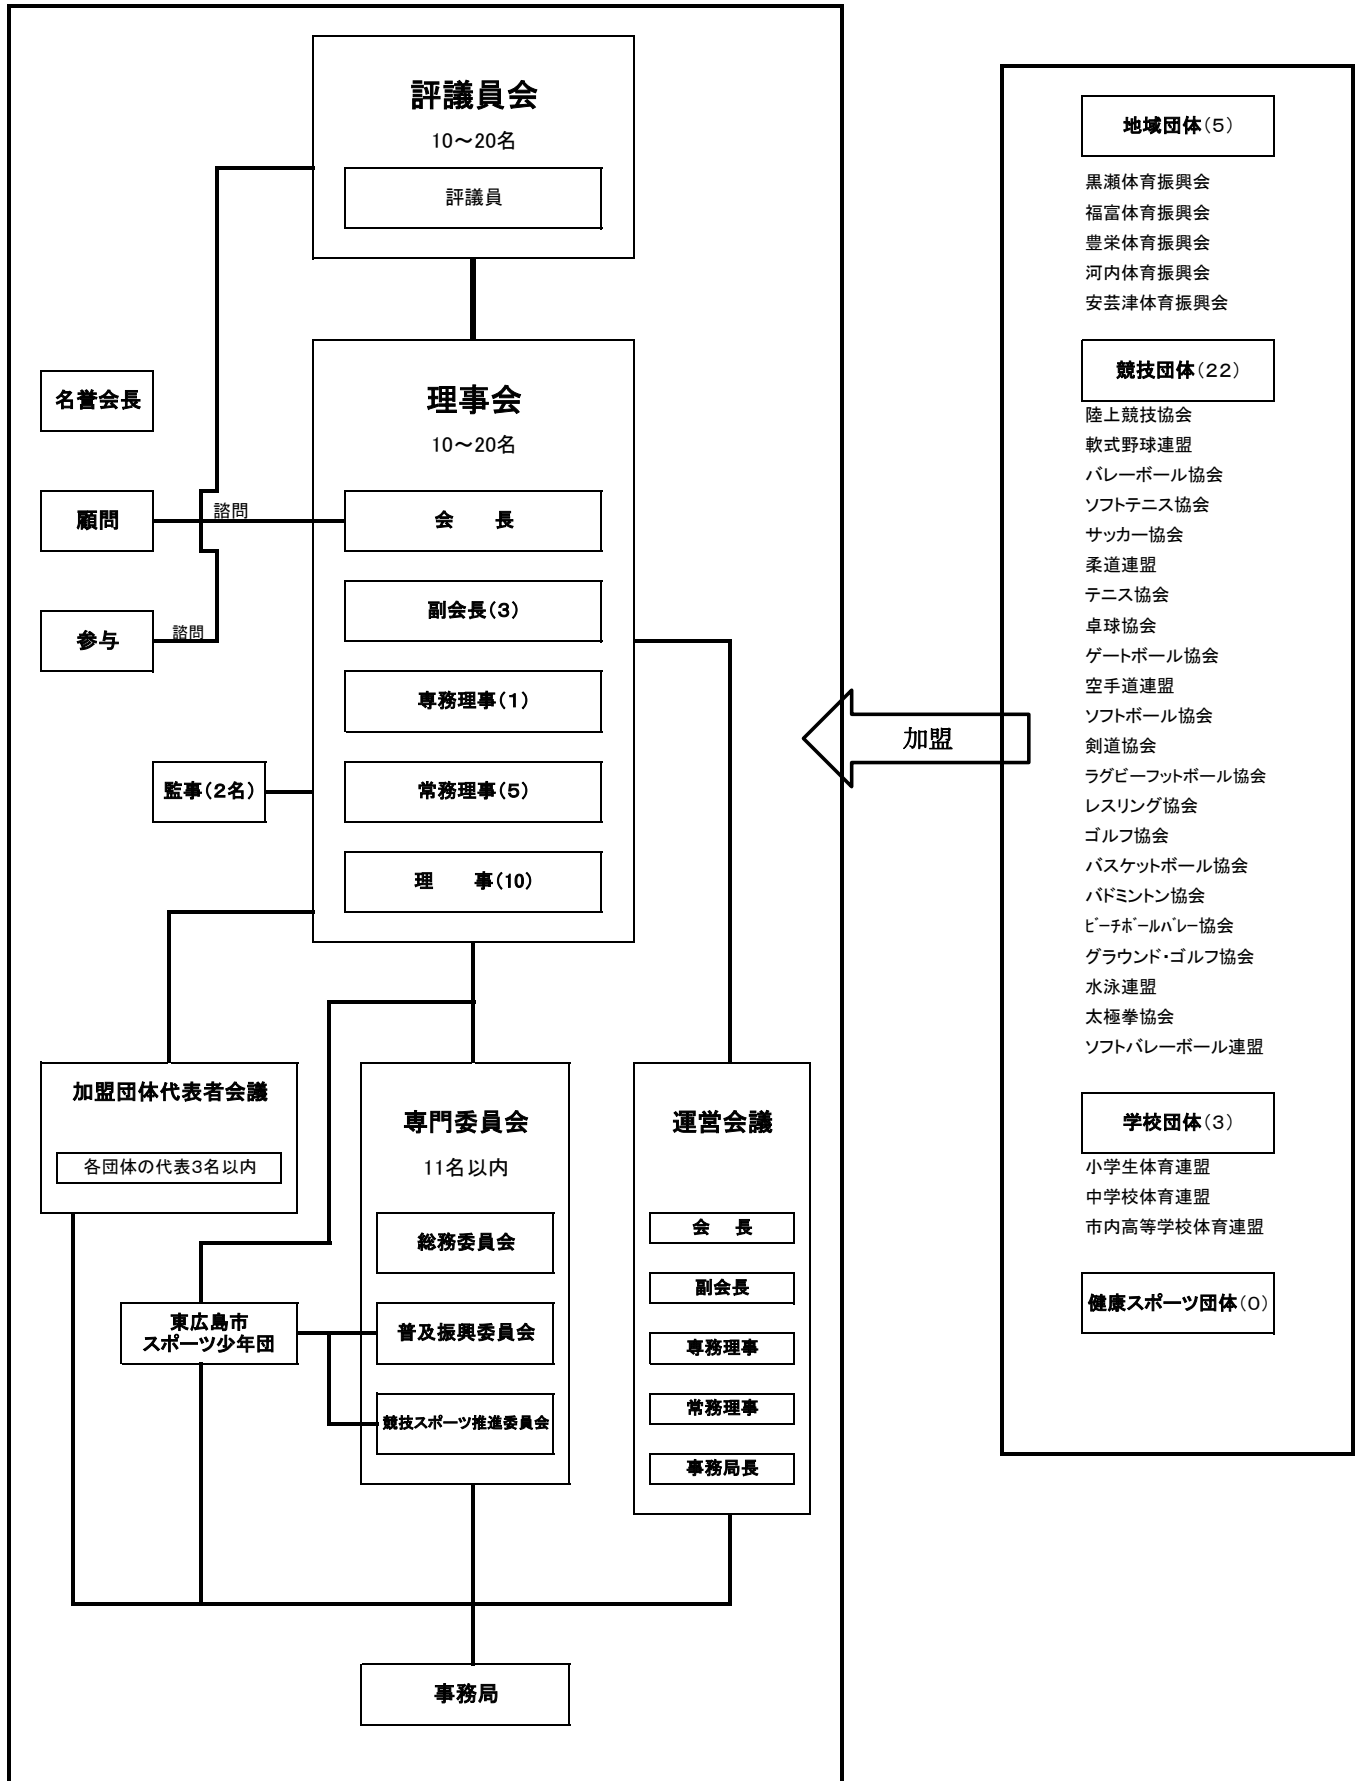 評議員会
10～20名
評議員
名誉会長
理事会
10～20名
顧問
諮問
会　　長
副会長(3)
参与
諮問
専務理事(1)
監事(2名)
常務理事(5)
理　　事(10)
加盟団体代表者会議
各団体の代表3名以内
専門委員会
11名以内
総務委員会
普及振興委員会
競技スポーツ推進委員会
東広島市
スポーツ少年団
運営会議
会　長
副会長
専務理事
常務理事
事務局長
事務局
加盟
地域団体(5)
黒瀬体育振興会
福富体育振興会
豊栄体育振興会
河内体育振興会
安芸津体育振興会
競技団体(22)
陸上競技協会
軟式野球連盟
バレーボール協会
ソフトテニス協会
サッカー協会
柔道連盟
テニス協会
卓球協会
ゲートボール協会
空手道連盟
ソフトボール協会
剣道協会
ラグビーフットボール協会
レスリング協会
ゴルフ協会
バスケットボール協会
バドミントン協会
ﾋﾞｰﾁﾎﾞｰﾙﾊﾞﾚｰ協会
グラウンド・ゴルフ協会
水泳連盟
太極拳協会
ソフトバレーボール連盟
学校団体(3)
小学生体育連盟
中学校体育連盟
市内高等学校体育連盟
健康スポーツ団体(0)